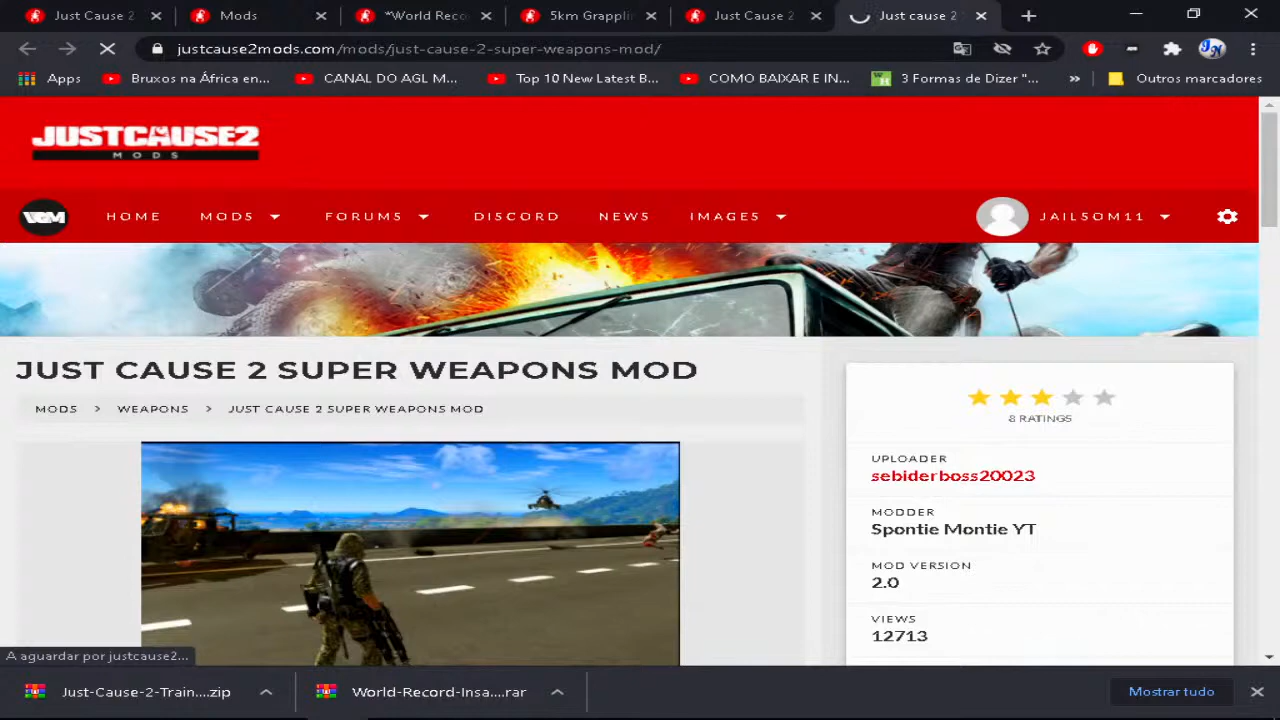 Just Cause 2
Mods
*World Reco
5km Grapplin
Just Cause 2
Just cause 2
justcause2mods.com/mods/just-cause-2-super-weapons-mod/
Apps
Bruxos na África en...
CANAL DO AGL M...
Top 10 New Latest B...
COMO BAIXAR E IN...
3 Formas de Dizer "...
»
Outros marcadores
JUSTCAUSE2
MODS
VGM
HOME
MODS
FORUMS
DISCORD
NEWS
IMAGES
JAILSOM11
JUST CAUSE 2 SUPER WEAPONS MOD
MODS > WEAPONS > JUST CAUSE 2 SUPER WEAPONS MOD
8 RATINGS
UPLOADER
sebiderboss20023
MODDER
Spontie Montie YT
MOD VERSION
2.0
VIEWS
12713
A aguardar por justcause2...
Just-Cause-2-Train....zip
World-Record-Insa....rar
Mostrar tudo